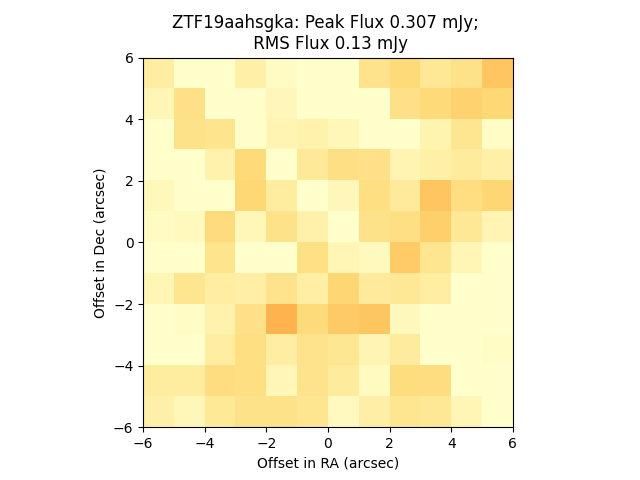 ZTF19aahsgka: Peak Flux 0.307 mJy;
RMS Flux 0.13 mJy
6
4
2
0
−2
−4
−6
Offset in Dec (arcsec)
−6 −4 −2 0 2 4 6
Offset in RA (arcsec)